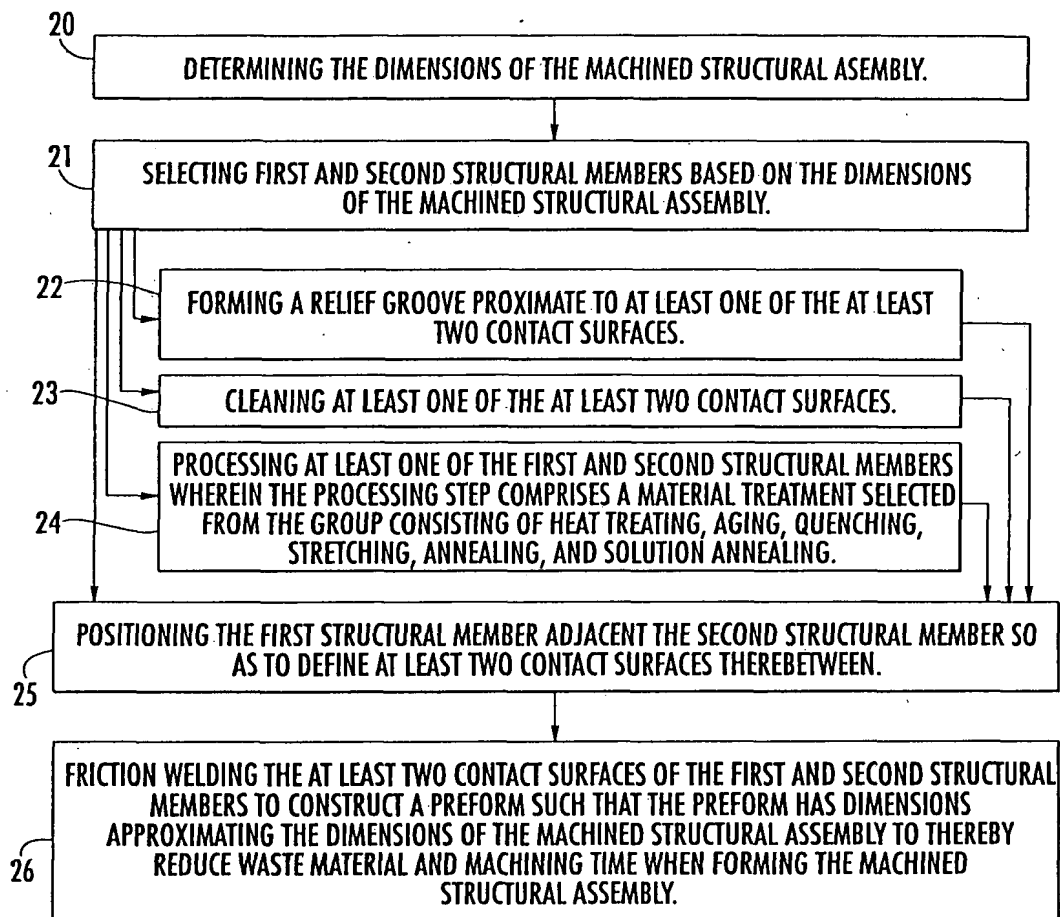 20
DETERMINING THE DIMENSIONS OF THE MACHINED STRUCTURAL ASEMBLY.
21
SELECTING FIRST AND SECOND STRUCTURAL MEMBERS BASED ON THE DIMENSIONS
OF THE MACHINED STRUCTURAL ASSEMBLY.
22
FORMING A RELIEF GROOVE PROXIMATE TO AT LEAST ONE OF THE AT LEAST
TWO CONTACT SURFACES.
23
CLEANING AT LEAST ONE OF THE AT LEAST TWO CONTACT SURFACES.
24
PROCESSING AT LEAST ONE OF THE FIRST AND SECOND STRUCTURAL MEMBERS
WHEREIN THE PROCESSING STEP COMPRISES A MATERIAL TREATMENT SELECTED
FROM THE GROUP CONSISTING OF HEAT TREATING, AGING, QUENCHING,
STRETCHING, ANNEALING, AND SOLUTION ANNEALING.
25
POSITIONING THE FIRST STRUCTURAL MEMBER ADJACENT THE SECOND STRUCTURAL MEMBER SO
AS TO DEFINE AT LEAST TWO CONTACT SURFACES THEREBETWEEN.
26
FRICTION WELDING THE AT LEAST TWO CONTACT SURFACES OF THE FIRST AND SECOND STRUCTURAL
MEMBERS TO CONSTRUCT A PREFORM SUCH THAT THE PREFORM HAS DIMENSIONS
APPROXIMATING THE DIMENSIONS OF THE MACHINED STRUCTURAL ASSEMBLY TO THEREBY
REDUCE WASTE MATERIAL AND MACHINING TIME WHEN FORMING THE MACHINED
STRUCTURAL ASSEMBLY.